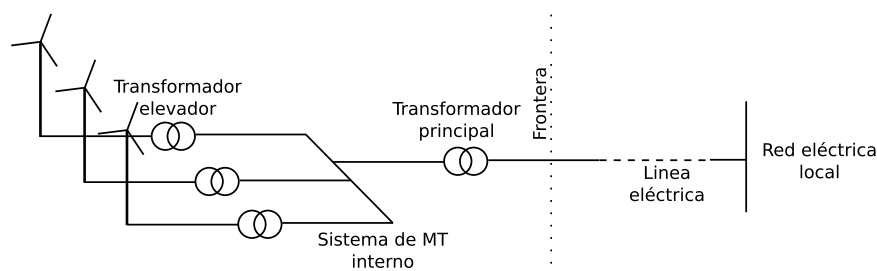 Transformador
elevador
Transformador
principal
Frontera
Red eléctrica
local
Linea
eléctrica
Sistema de MT
interno